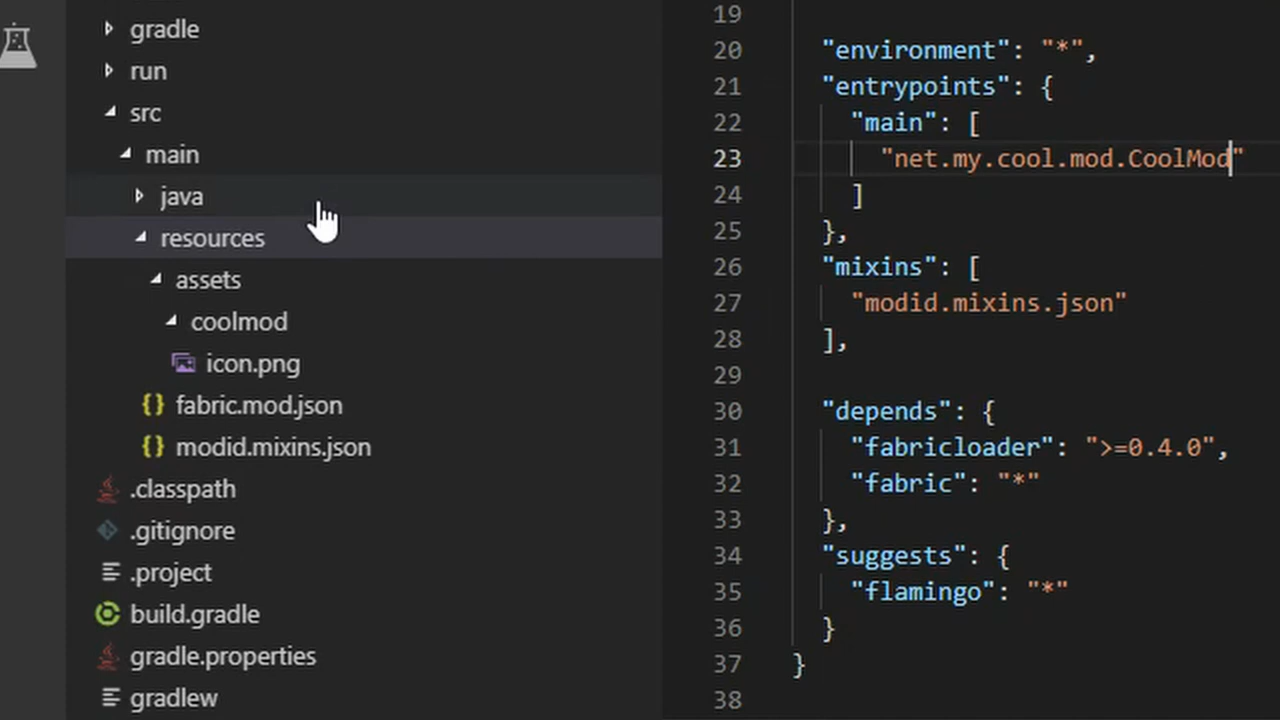 gradle
run
src
main
java
resources
assets
coolmod
icon.png
{} fabric.mod.json
{} modid.mixins.json
.classpath
.gitignore
.project
build.gradle
gradle.properties
gradlew
19
20 "environment": "*",
21 "entrypoints": {
22 "main": [
23 "net.my.cool.mod.CoolMod"
24 ]
25 },
26 "mixins": [
27 "modid.mixins.json"
28 ],
29
30 "depends": {
31 "fabricloader": ">=0.4.0",
32 "fabric": "*"
33 },
34 "suggests": {
35 "flamingo": "*"
36 }
37 }
38